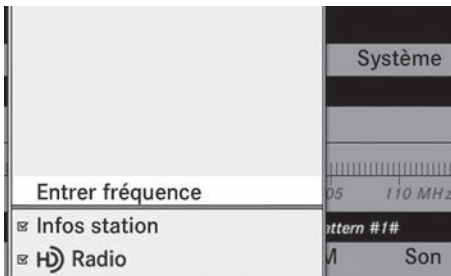 Système
Entrer fréquence
05 110 MHz
Infos station
attern #1#
HD Radio
M Son